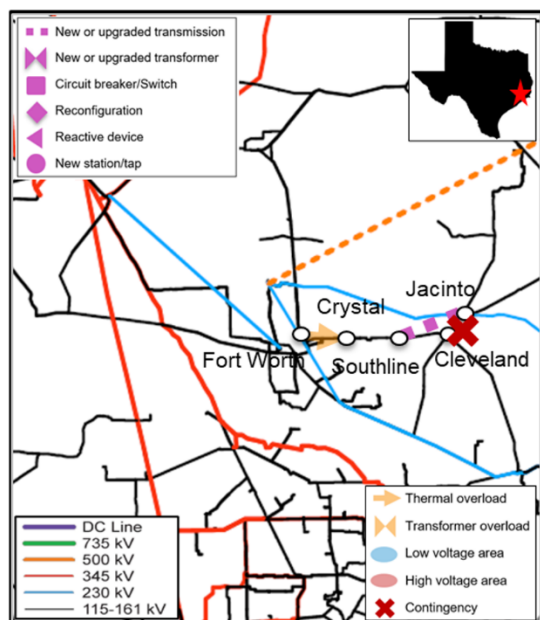 New or upgraded transmission
New or upgraded transformer
Circuit breaker/Switch
Reconfiguration
Reactive device
New station/tap
Jacinto
Crystal
Fort Worth
Southline
Cleveland
DC Line
735 kV
500 kV
345 kV
230 kV
115-161 kV
Thermal overload
Transformer overload
Low voltage area
High voltage area
Contingency